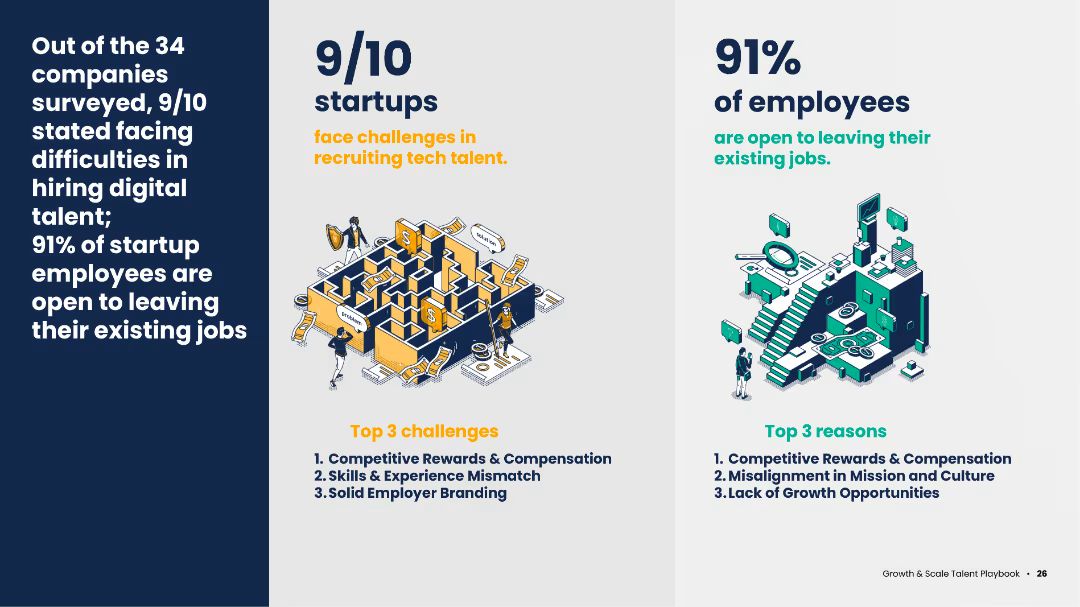 Out of the 34
companies
surveyed, 9/10
stated facing
difficulties in
hiring digital
talent;
91% of startup
employees are
open to leaving
their existing jobs
9/10
startups
face challenges in
recruiting tech talent.
solution
$
$
problem
Top 3 challenges
1. Competitive Rewards & Compensation
2. Skills & Experience Mismatch
3. Solid Employer Branding
91%
of employees
are open to leaving their
existing jobs.
Top 3 reasons
1. Competitive Rewards & Compensation
2. Misalignment in Mission and Culture
3. Lack of Growth Opportunities
Growth & Scale Talent Playbook • 26